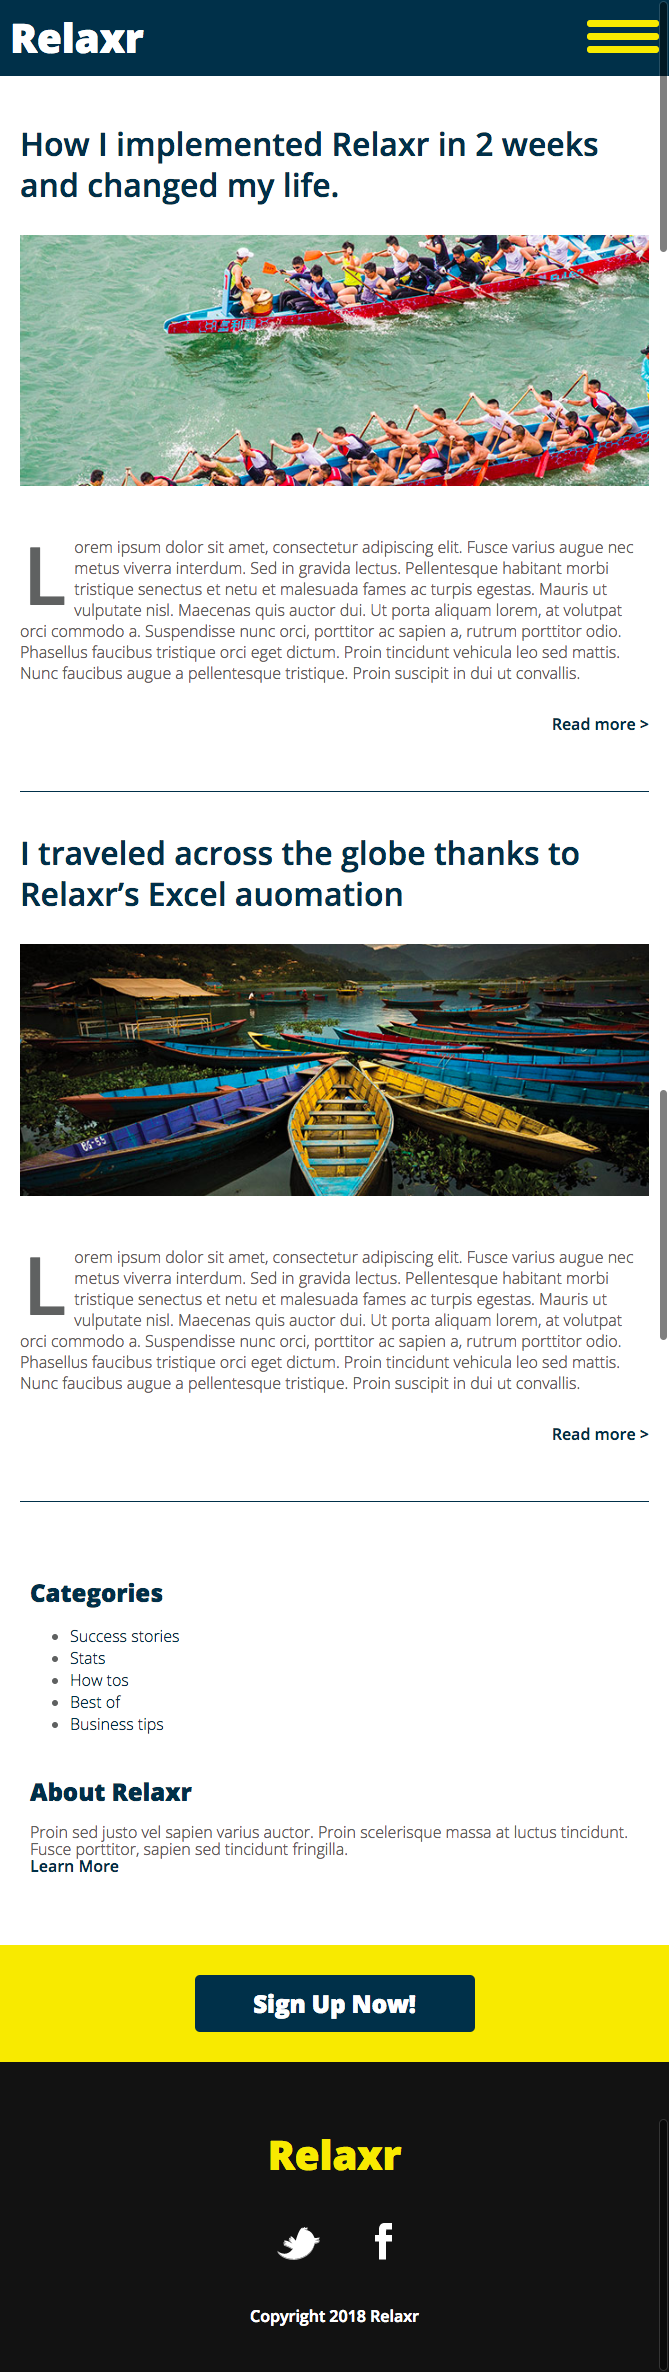 Relaxr
How I implemented Relaxr in 2 weeks
and changed my life.
Lorem ipsum dolor sit amet, consectetur adipiscing elit. Fusce varius augue nec
metus viverra interdum. Sed in gravida lectus. Pellentesque habitant morbi
tristique senectus et netu et malesuada fames ac turpis egestas. Mauris ut
vulputate nisl. Maecenas quis auctor dui. Ut porta aliquam lorem, at volutpat
orci commodo a. Suspendisse nunc orci, porttitor ac sapien a, rutrum porttitor odio.
Phasellus faucibus tristique orci eget dictum. Proin tincidunt vehicula leo sed mattis.
Nunc faucibus augue a pellentesque tristique. Proin suscipit in dui ut convallis.
Read more >
I traveled across the globe thanks to
Relaxr’s Excel auomation
Lorem ipsum dolor sit amet, consectetur adipiscing elit. Fusce varius augue nec
metus viverra interdum. Sed in gravida lectus. Pellentesque habitant morbi
tristique senectus et netu et malesuada fames ac turpis egestas. Mauris ut
vulputate nisl. Maecenas quis auctor dui. Ut porta aliquam lorem, at volutpat
orci commodo a. Suspendisse nunc orci, porttitor ac sapien a, rutrum porttitor odio.
Phasellus faucibus tristique orci eget dictum. Proin tincidunt vehicula leo sed mattis.
Nunc faucibus augue a pellentesque tristique. Proin suscipit in dui ut convallis.
Read more >
Categories
• Success stories
• Stats
• How tos
• Best of
• Business tips
About Relaxr
Proin sed justo vel sapien varius auctor. Proin scelerisque massa at luctus tincidunt.
Fusce porttitor, sapien sed tincidunt fringilla.
Learn More
Sign Up Now!
Relaxr
Copyright 2018 Relaxr